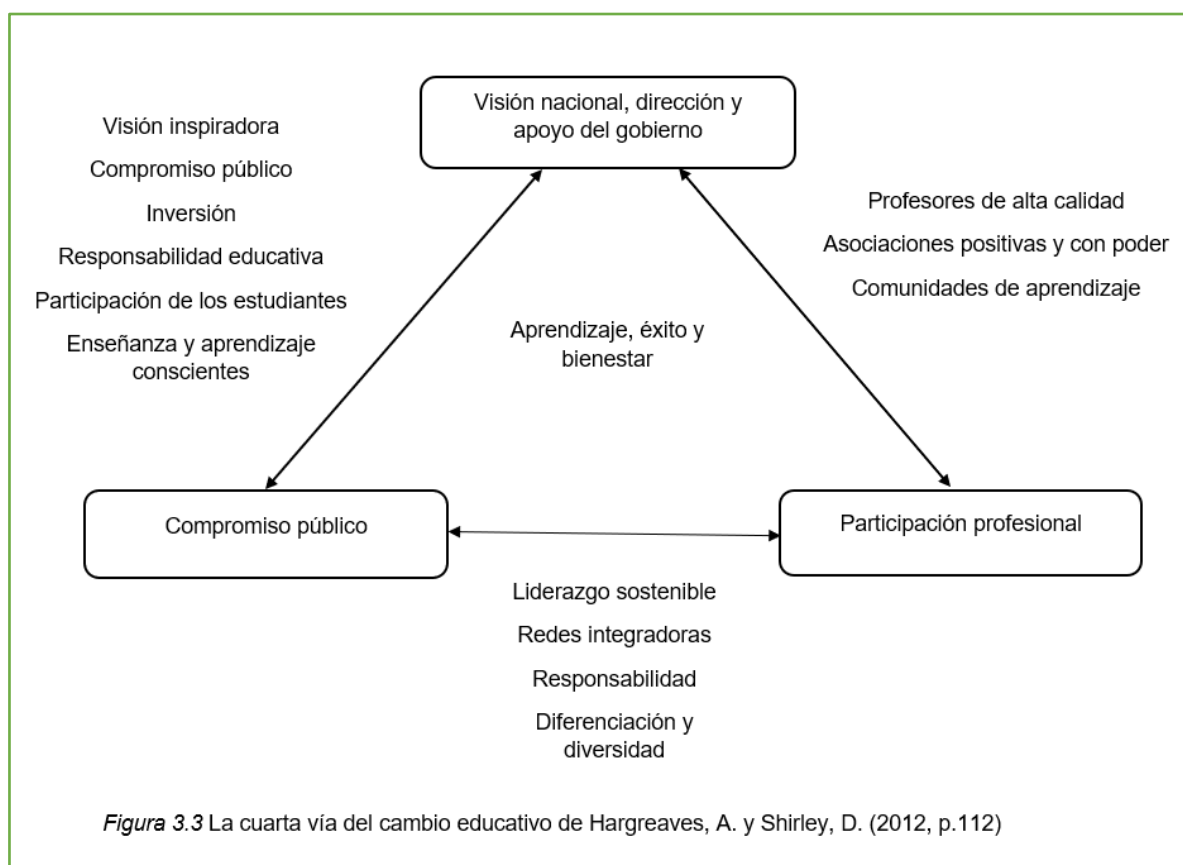 Visión nacional, dirección y
apoyo del gobierno
Visión inspiradora
Compromiso público
Inversión
Responsabilidad educativa
Participación de los estudiantes
Enseñanza y aprendizaje
conscientes
Profesores de alta calidad
Asociaciones positivas y con poder
Comunidades de aprendizaje
Aprendizaje, éxito y
bienestar
Compromiso público
Participación profesional
Liderazgo sostenible
Redes integradoras
Responsabilidad
Diferenciación y
diversidad
Figura 3.3 La cuarta vía del cambio educativo de Hargreaves, A. y Shirley, D. (2012, p.112)